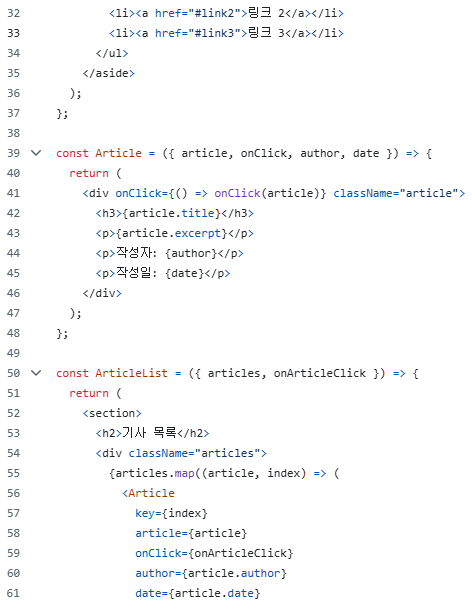 32 <li><a href="#link2">링크 2</a></li>
33 <li><a href="#link3">링크 3</a></li>
34 </ul>
35 </aside>
36 );
37 };
38
39 const Article = ({ article, onClick, author, date }) => {
40 return (
41 <div onClick={() => onClick(article)} className="article">
42 <h3>{article.title}</h3>
43 <p>{article.excerpt}</p>
44 <p>작성자: {author}</p>
45 <p>작성일: {date}</p>
46 </div>
47 );
48 };
49
50 const ArticleList = ({ articles, onArticleClick }) => {
51 return (
52 <section>
53 <h2>기사 목록</h2>
54 <div className="articles">
55 {articles.map((article, index) => (
56 <Article
57 key={index}
58 article={article}
59 onClick={onArticleClick}
60 author={article.author}
61 date={article.date}